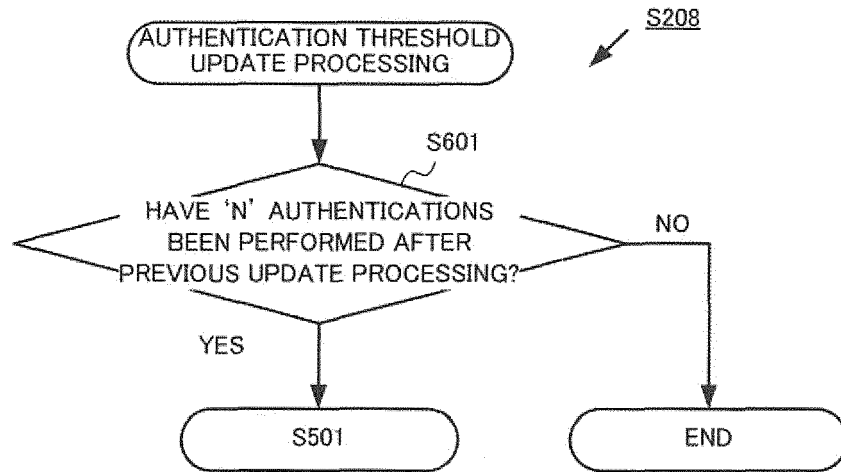 S208
AUTHENTICATION THRESHOLD
UPDATE PROCESSING
S601
HAVE 'N' AUTHENTICATIONS
BEEN PERFORMED AFTER
PREVIOUS UPDATE PROCESSING?
NO
YES
S501
END